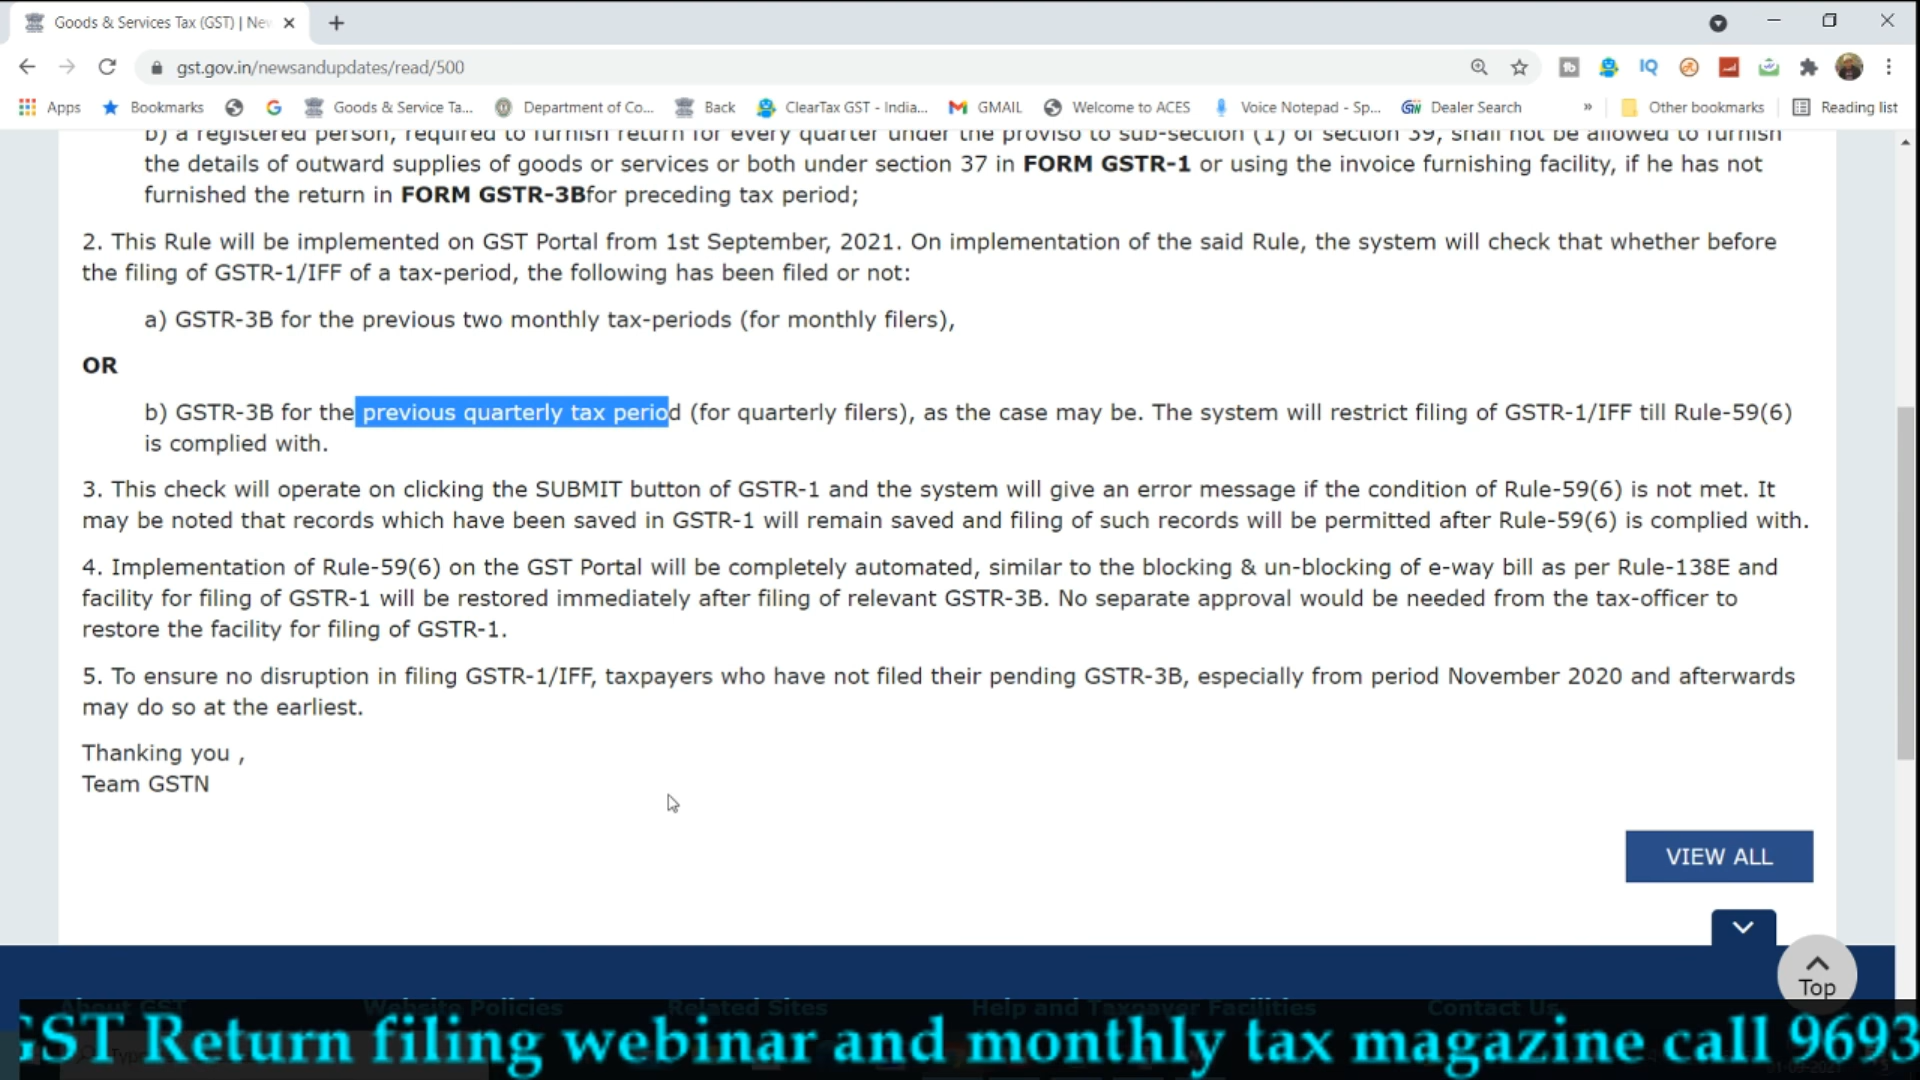 Goods & Services Tax (GST) | Nev
gst.gov.in/newsandupdates/read/500
Apps Bookmarks Goods & Service Ta... Department of Co... Back ClearTax GST - India... GMAIL Welcome to ACES Voice Notepad - Sp... Dealer Search » Other bookmarks Reading list
b) a registered person, required to furnish return for every quarter under the proviso to sub-section (1) of section 39, shall not be allowed to furnish
the details of outward supplies of goods or services or both under section 37 in FORM GSTR-1 or using the invoice furnishing facility, if he has not
furnished the return in FORM GSTR-3Bfor preceding tax period;
2. This Rule will be implemented on GST Portal from 1st September, 2021. On implementation of the said Rule, the system will check that whether before
the filing of GSTR-1/IFF of a tax-period, the following has been filed or not:
a) GSTR-3B for the previous two monthly tax-periods (for monthly filers),
OR
b) GSTR-3B for the previous quarterly tax period (for quarterly filers), as the case may be. The system will restrict filing of GSTR-1/IFF till Rule-59(6)
is complied with.
3. This check will operate on clicking the SUBMIT button of GSTR-1 and the system will give an error message if the condition of Rule-59(6) is not met. It
may be noted that records which have been saved in GSTR-1 will remain saved and filing of such records will be permitted after Rule-59(6) is complied with.
4. Implementation of Rule-59(6) on the GST Portal will be completely automated, similar to the blocking & un-blocking of e-way bill as per Rule-138E and
facility for filing of GSTR-1 will be restored immediately after filing of relevant GSTR-3B. No separate approval would be needed from the tax-officer to
restore the facility for filing of GSTR-1.
5. To ensure no disruption in filing GSTR-1/IFF, taxpayers who have not filed their pending GSTR-3B, especially from period November 2020 and afterwards
may do so at the earliest.
Thanking you ,
Team GSTN
VIEW ALL
Top
About GST Website Policies Related Sites Help and Taxpayer Facilities Contact Us
GST Return filing webinar and monthly tax magazine call 9693